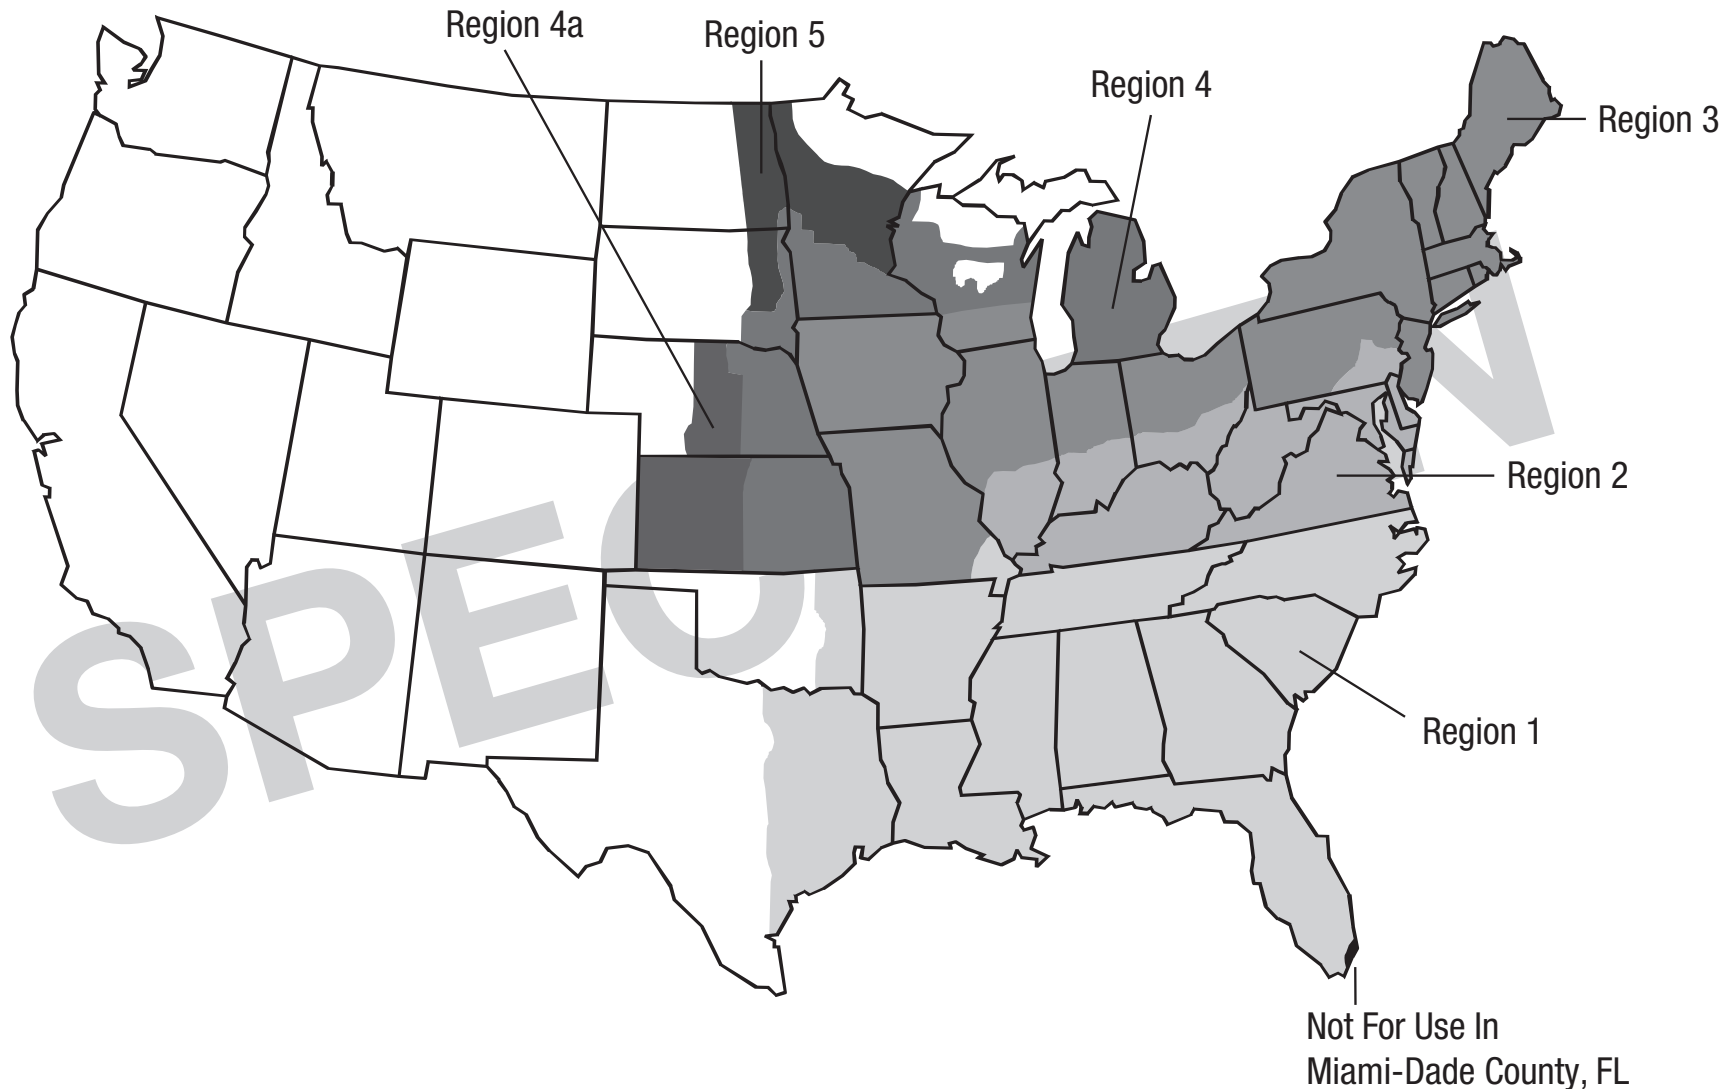 Region 4a
Region 5
Region 4
Region 3
Region 2
Region 1
Not For Use In
Miami-Dade County, FL
SPECIMEN